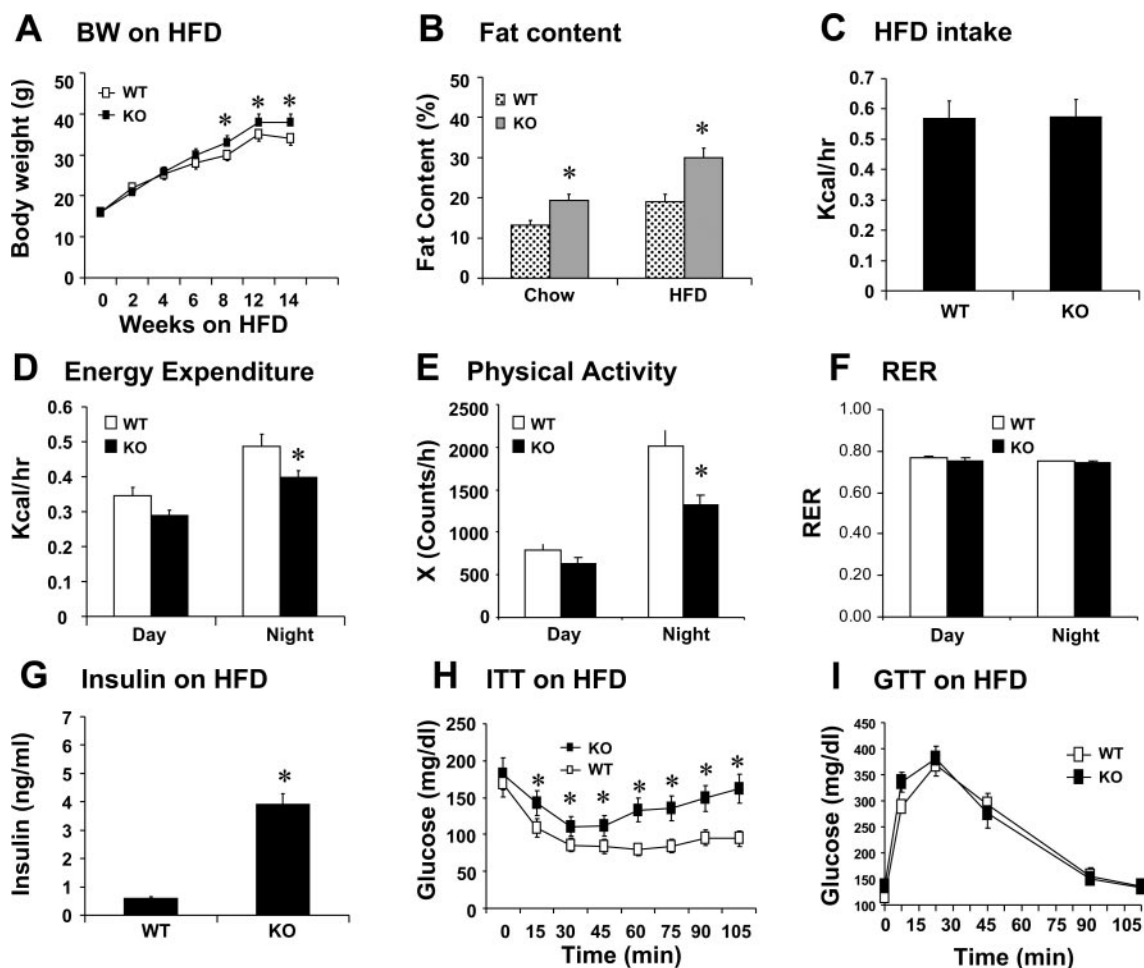 A BW on HFD
Body weight (g)
50
40
30
20
10
0
WT
KO
* * *
0 2 4 6 8 12 14
Weeks on HFD
B Fat content
Fat Content (%)
50
40
30
20
10
0
WT
KO
* *
Chow HFD
C HFD intake
Kcal/hr
0.7
0.6
0.5
0.4
0.3
0.2
0.1
0
WT KO
D Energy Expenditure
Kcal/hr
0.6
0.5
0.4
0.3
0.2
0.1
0
WT
KO
*
Day Night
E Physical Activity
X (Counts/h)
2500
2000
1500
1000
500
0
WT
KO
*
Day Night
F RER
RER
1.00
0.80
0.60
0.40
0.20
0.00
WT
KO
Day Night
G Insulin on HFD
Insulin (ng/ml)
7
6
5
4
3
2
1
0
*
WT KO
H ITT on HFD
Glucose (mg/dl)
250
200
150
100
50
0
KO
WT
* * * * * * *
0 15 30 45 60 75 90 105
Time (min)
I GTT on HFD
Glucose (mg/dl)
450
400
350
300
250
200
150
100
WT
KO
0 15 30 45 60 75 90 105
Time (min)